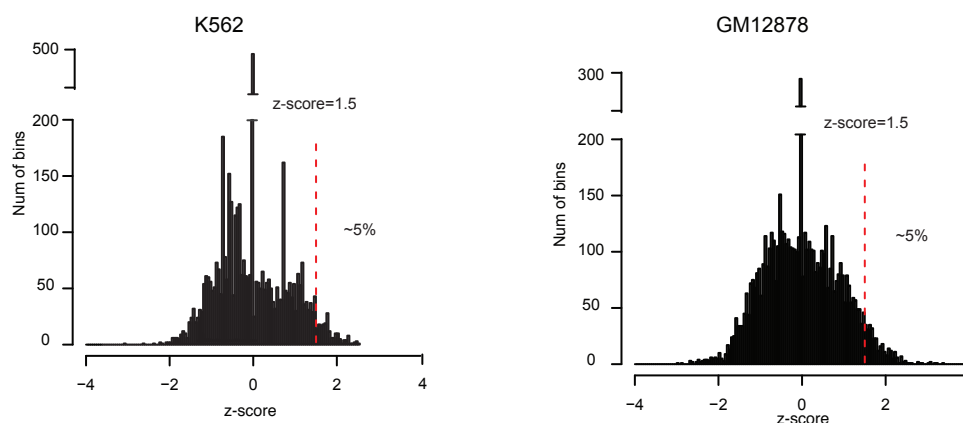 K562
500
z-score=1.5
200
150
100
50
0
Num of bins
~5%
−4 −2 0 2 4
z-score
GM12878
300
z-score=1.5
200
150
100
50
0
Num of bins
~5%
−4 −2 0 2
z-score